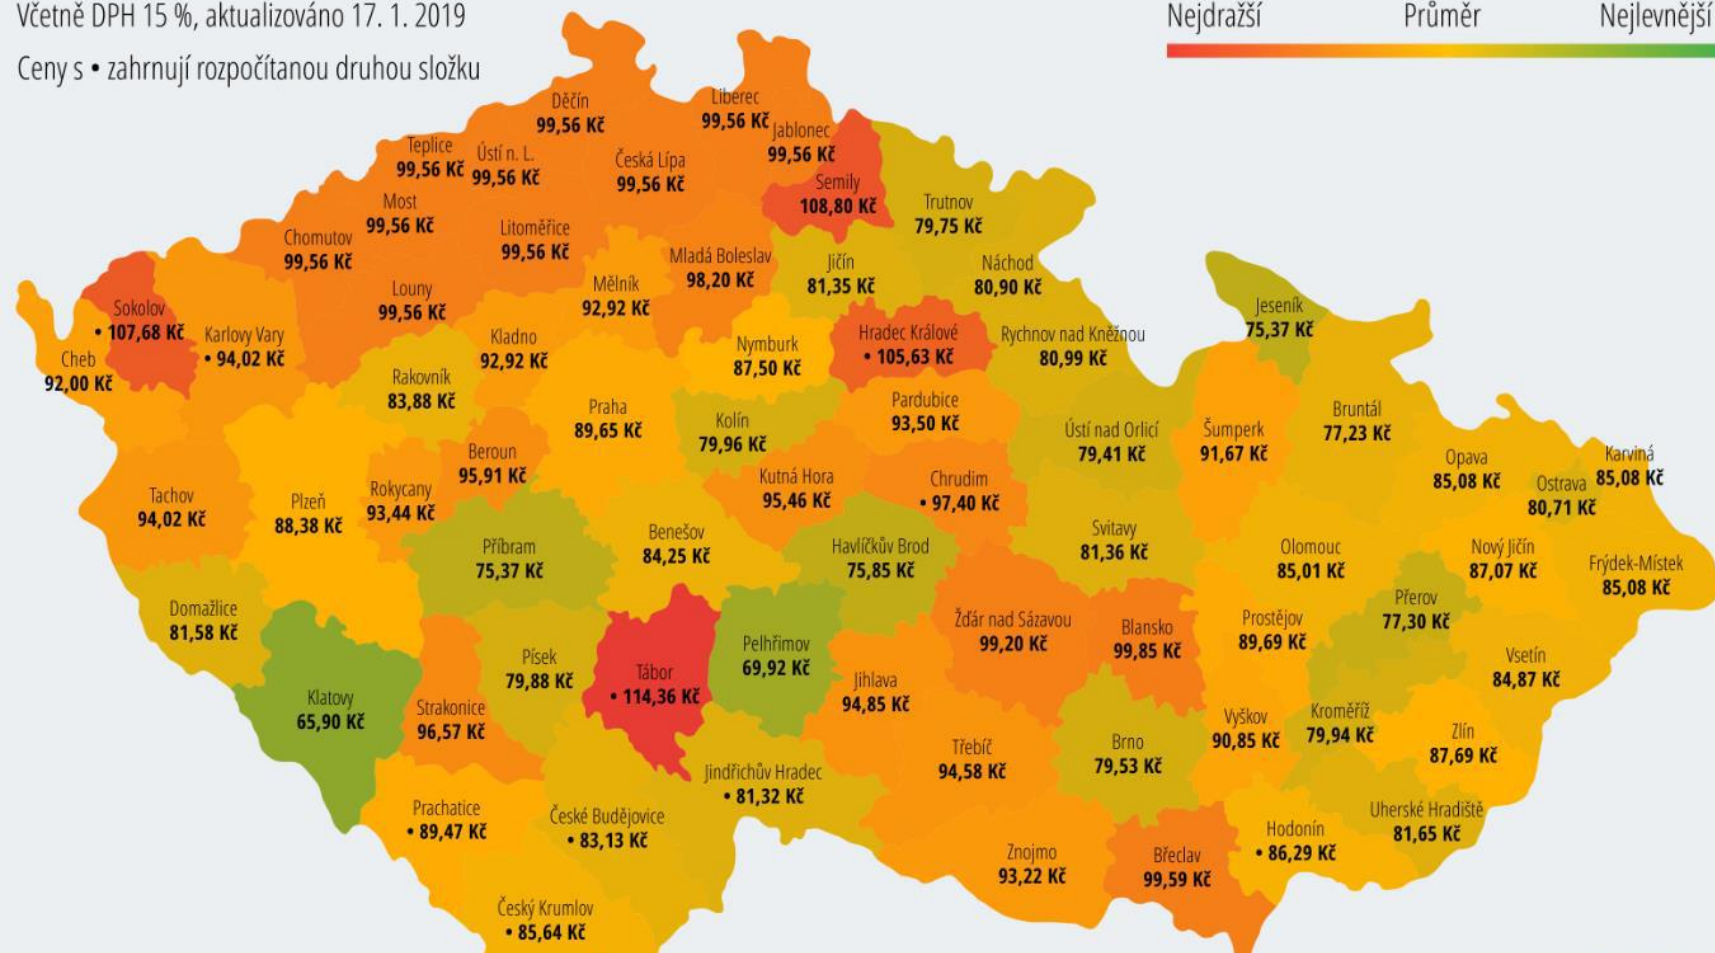 Včetně DPH 15 %, aktualizováno 17. 1. 2019
Ceny s • zahrnují rozpočítanou druhou složku
Nejdražší Průměr Nejlevnější
Děčín
99,56 Kč
Liberec
99,56 Kč
Jablonec
99,56 Kč
Teplice
99,56 Kč
Ústí n. L.
99,56 Kč
Česká Lípa
99,56 Kč
Semily
108,80 Kč
Trutnov
79,75 Kč
Most
99,56 Kč
Chomutov
99,56 Kč
Litoměřice
99,56 Kč
Mladá Boleslav
98,20 Kč
Jičín
81,35 Kč
Náchod
80,90 Kč
Mělník
92,92 Kč
Louny
99,56 Kč
Sokolov
• 107,68 Kč
Karlovy Vary
• 94,02 Kč
Cheb
92,00 Kč
Kladno
92,92 Kč
Nymburk
87,50 Kč
Hradec Králové
• 105,63 Kč
Rychnov nad Kněžnou
80,99 Kč
Jeseník
75,37 Kč
Rakovník
83,88 Kč
Praha
89,65 Kč
Kolín
79,96 Kč
Pardubice
93,50 Kč
Ústí nad Orlicí
79,41 Kč
Šumperk
91,67 Kč
Bruntál
77,23 Kč
Beroun
95,91 Kč
Kutná Hora
95,46 Kč
Chrudim
• 97,40 Kč
Opava
85,08 Kč
Ostrava
80,71 Kč
Karviná
85,08 Kč
Tachov
94,02 Kč
Plzeň
88,38 Kč
Rokycany
93,44 Kč
Příbram
75,37 Kč
Benešov
84,25 Kč
Havlíčkův Brod
75,85 Kč
Svitavy
81,36 Kč
Olomouc
85,01 Kč
Nový Jičín
87,07 Kč
Frýdek-Místek
85,08 Kč
Domažlice
81,58 Kč
Přerov
77,30 Kč
Žďár nad Sázavou
99,20 Kč
Blansko
99,85 Kč
Prostějov
89,69 Kč
Klatovy
65,90 Kč
Strakonice
96,57 Kč
Písek
79,88 Kč
Tábor
• 114,36 Kč
Pelhřimov
69,92 Kč
Jihlava
94,85 Kč
Vsetín
84,87 Kč
Třebíč
94,58 Kč
Brno
79,53 Kč
Vyškov
90,85 Kč
Kroměříž
79,94 Kč
Zlín
87,69 Kč
Jindřichův Hradec
• 81,32 Kč
Prachatice
• 89,47 Kč
České Budějovice
• 83,13 Kč
Uherské Hradiště
81,65 Kč
Hodonín
• 86,29 Kč
Znojmo
93,22 Kč
Břeclav
99,59 Kč
Český Krumlov
• 85,64 Kč